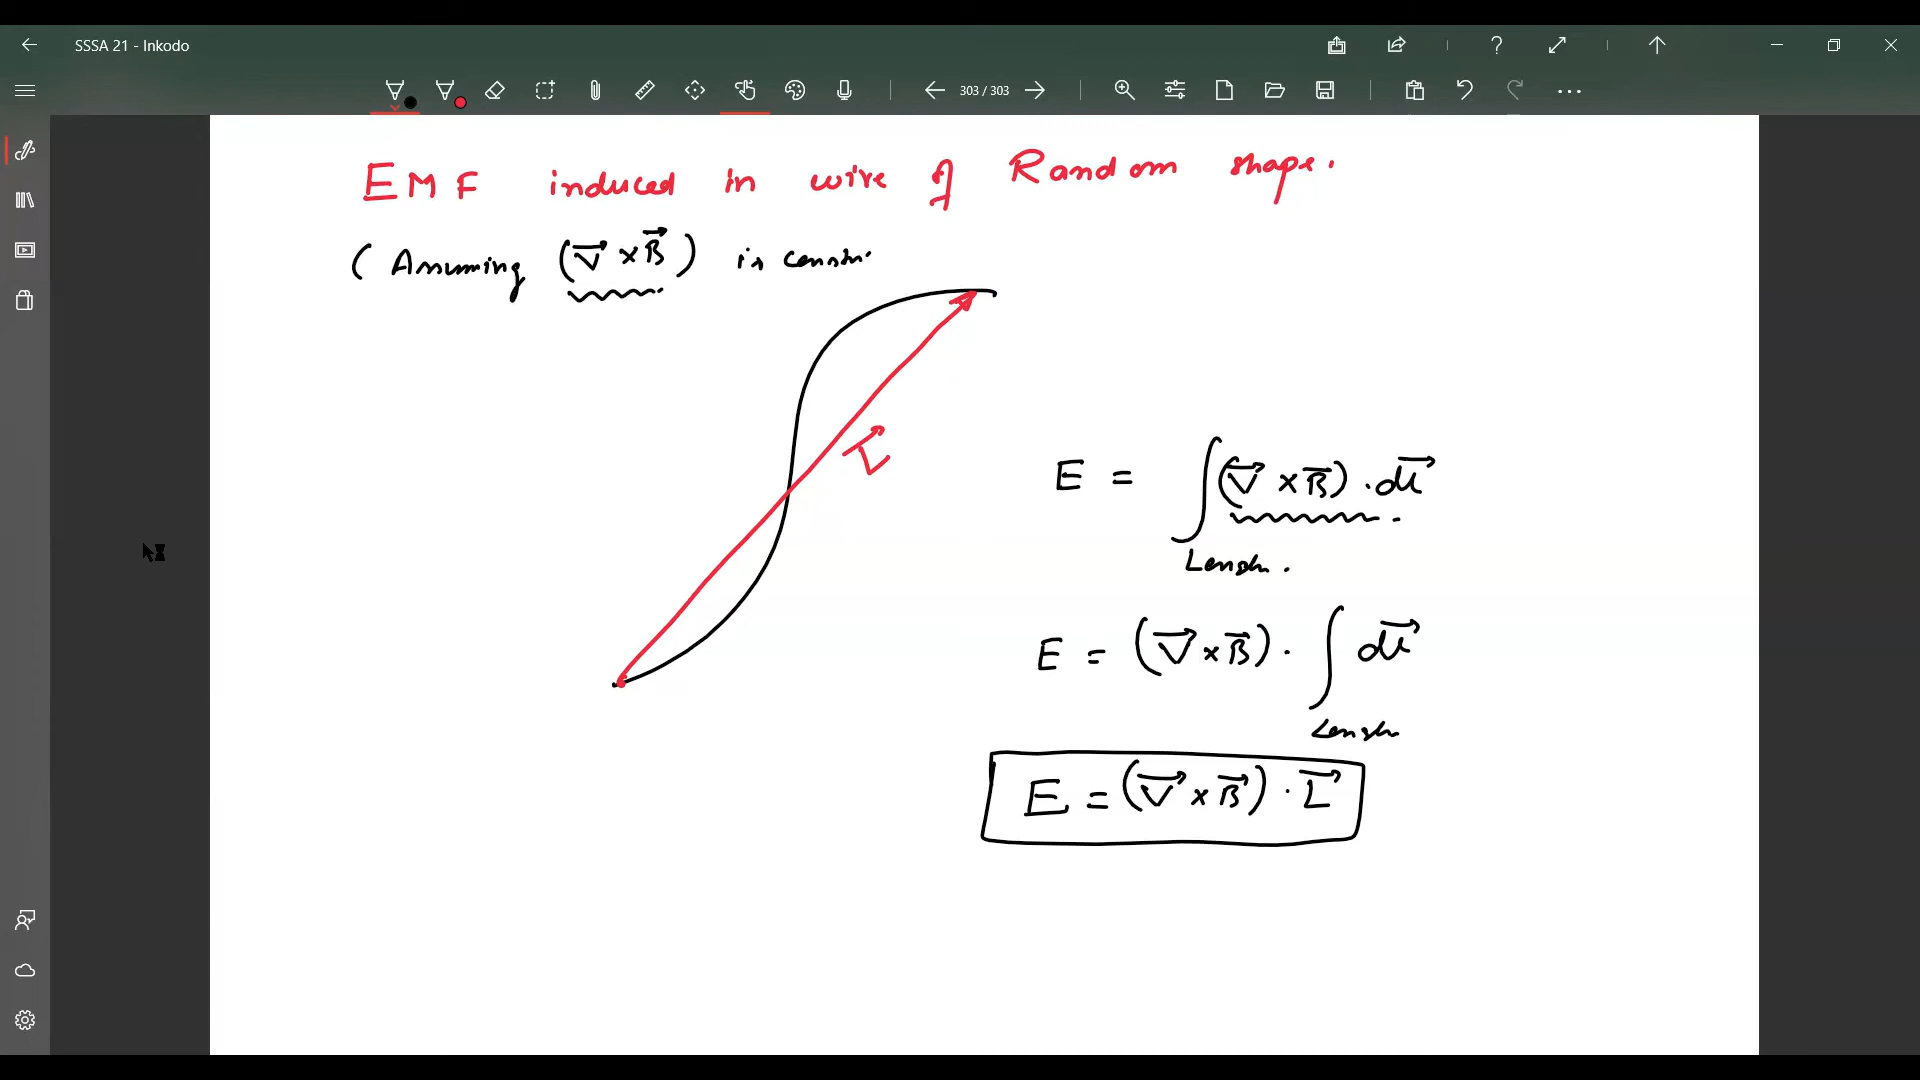 SSSA 21 - Inkodo
303 / 303
EMF induced in wire of Random shape.
(Assuming (V⃗ × B⃗) is const.
L⃗
E = ∫(V⃗ × B⃗) · dl⃗
Length.
E = (V⃗ × B⃗) · ∫ dl⃗
Length
E = (V⃗ × B⃗) · L⃗